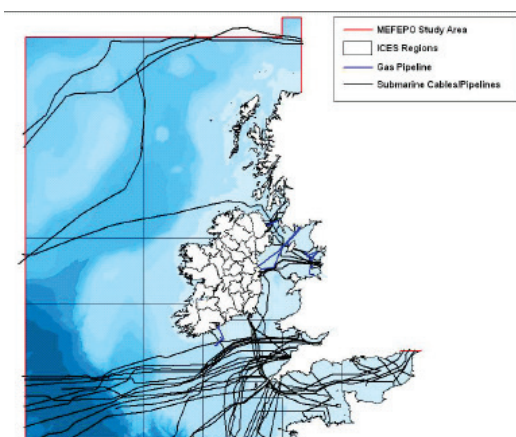 MEFEPO Study Area
ICES Regions
Gas Pipeline
Submarine Cables/Pipelines